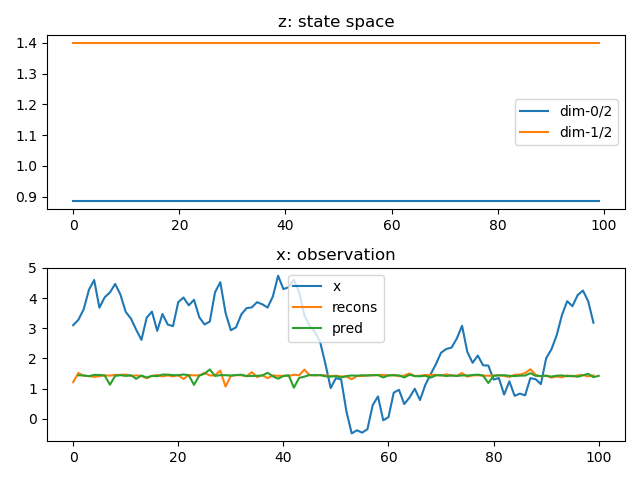 z: state space
1.4
1.3
1.2
1.1
1.0
0.9
dim-0/2
dim-1/2
0 20 40 60 80 100
x: observation
5
4
3
2
1
0
x
recons
pred
0 20 40 60 80 100